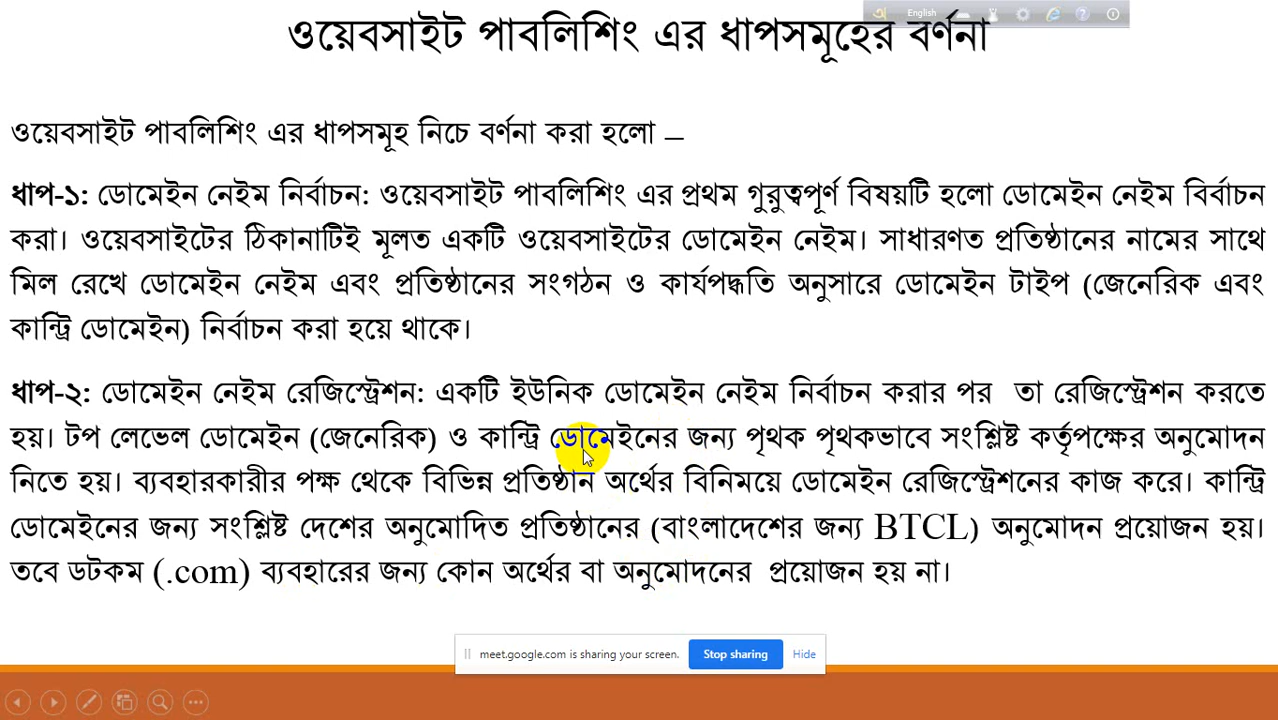 ওয়েবসাইট পাবলিশিং এর ধাপসমূহের বর্ণনা
English
ওয়েবসাইট পাবলিশিং এর ধাপসমূহ নিচে বর্ণনা করা হলো –
ধাপ-১: ডোমেইন নেইম নির্বাচন: ওয়েবসাইট পাবলিশিং এর প্রথম গুরুত্বপূর্ণ বিষয়টি হলো ডোমেইন নেইম বির্বাচন
করা। ওয়েবসাইটের ঠিকানাটিই মূলত একটি ওয়েবসাইটের ডোমেইন নেইম। সাধারণত প্রতিষ্ঠানের নামের সাথে
মিল রেখে ডোমেইন নেইম এবং প্রতিষ্ঠানের সংগঠন ও কার্যপদ্ধতি অনুসারে ডোমেইন টাইপ (জেনেরিক এবং
কান্ট্রি ডোমেইন) নির্বাচন করা হয়ে থাকে।
ধাপ-২: ডোমেইন নেইম রেজিস্ট্রেশন: একটি ইউনিক ডোমেইন নেইম নির্বাচন করার পর তা রেজিস্ট্রেশন করতে
হয়। টপ লেভেল ডোমেইন (জেনেরিক) ও কান্ট্রি ডোমেইনের জন্য পৃথক পৃথকভাবে সংশ্লিষ্ট কর্তৃপক্ষের অনুমোদন
নিতে হয়। ব্যবহারকারীর পক্ষ থেকে বিভিন্ন প্রতিষ্ঠান অর্থের বিনিময়ে ডোমেইন রেজিস্ট্রেশনের কাজ করে। কান্ট্রি
ডোমেইনের জন্য সংশ্লিষ্ট দেশের অনুমোদিত প্রতিষ্ঠানের (বাংলাদেশের জন্য BTCL) অনুমোদন প্রয়োজন হয়।
তবে ডটকম (.com) ব্যবহারের জন্য কোন অর্থের বা অনুমোদনের প্রয়োজন হয় না।
meet.google.com is sharing your screen. Stop sharing Hide